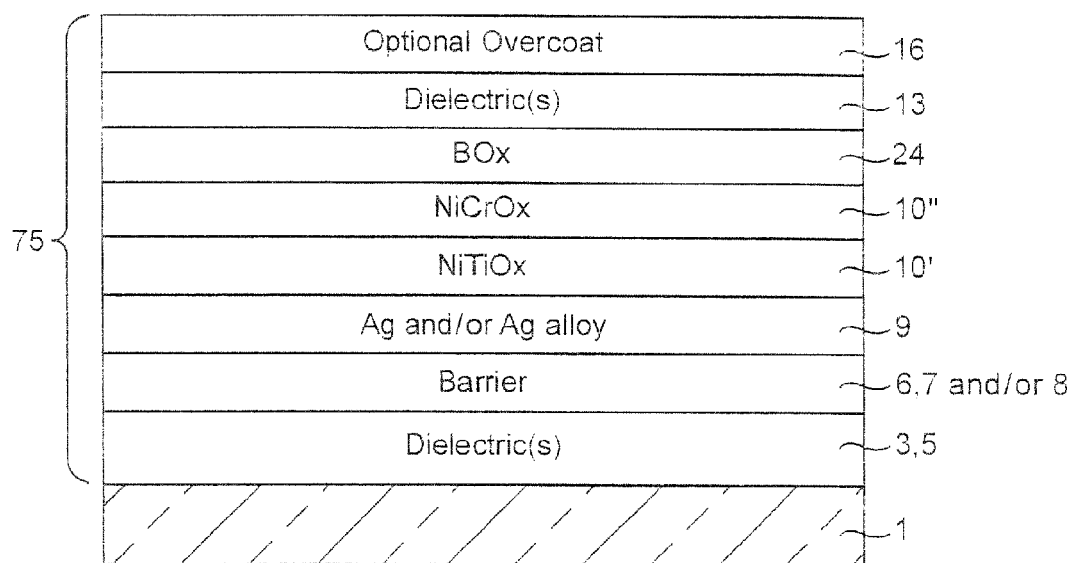 Optional Overcoat 16
Dielectric(s) 13
BOx 24
NiCrOx 10"
75
NiTiOx 10'
Ag and/or Ag alloy 9
Barrier 6,7 and/or 8
Dielectric(s) 3,5
1